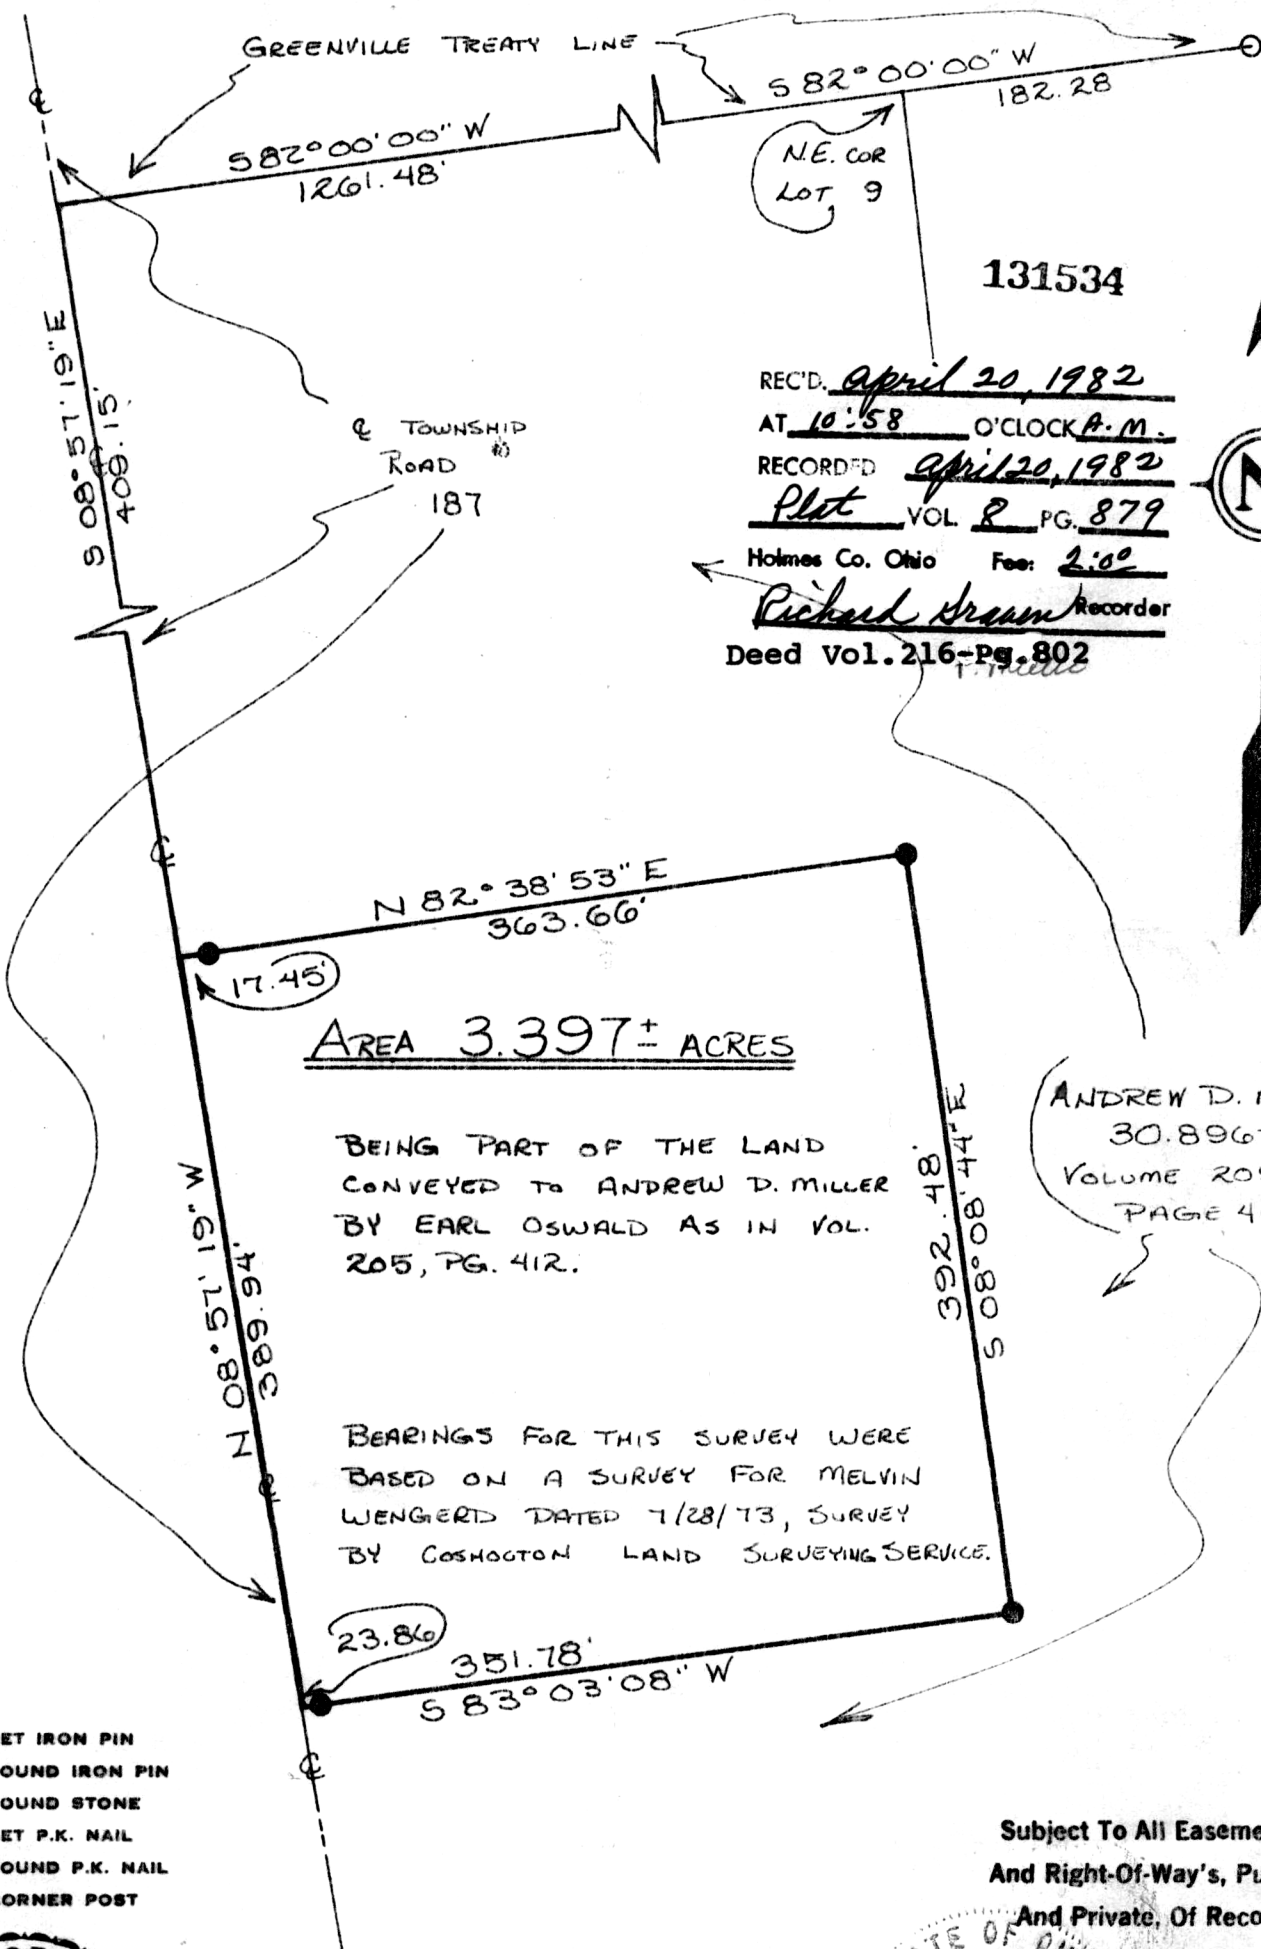 GREENVILLE TREATY LINE
S 82° 00' 00" W
182.28
S 82° 00' 00" W
1261.48'
N.E. COR
LOT 9
131534
S 08° 57' 19" E
409.15'
REC'D. April 20, 1982
AT 10:58 O'CLOCK A.M.
RECORDED April 20, 1982
Plat VOL. 8 PG. 879
Holmes Co. Ohio Fee: 2.00
Richard Recorder
Deed Vol.216-Pg.802
℄ TOWNSHIP
ROAD
187
N
N 82° 38' 53" E
363.66'
17.45'
AREA 3.397± ACRES
ANDREW D.
30.896
VOLUME 20
PAGE 4
BEING PART OF THE LAND
CONVEYED TO ANDREW D. MILLER
BY EARL OSWALD AS IN VOL.
205, PG. 412.
N 08° 57' 19" W
389.94'
392.48'
S 08° 08' 44" E
BEARINGS FOR THIS SURVEY WERE
BASED ON A SURVEY FOR MELVIN
WENGERD DATED 7/28/73, SURVEY
BY COSHOCTON LAND SURVEYING SERVICE.
23.86
351.78'
S 83° 03' 08" W
ET IRON PIN
OUND IRON PIN
OUND STONE
ET P.K. NAIL
OUND P.K. NAIL
ORNER POST
Subject To All Easeme
And Right-Of-Way's, Pu
And Private, Of Reco
TE OF